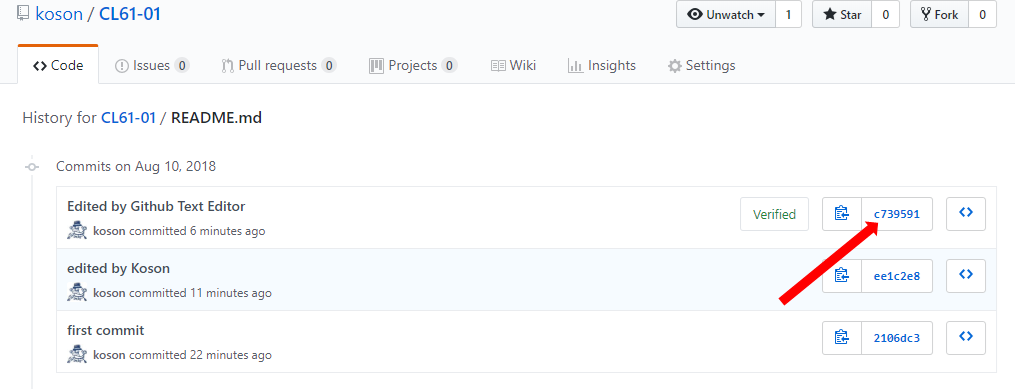 koson / CL61-01
Unwatch 1 Star 0 Fork 0
Code Issues 0 Pull requests 0 Projects 0 Wiki Insights Settings
History for CL61-01 / README.md
Commits on Aug 10, 2018
Edited by Github Text Editor
koson committed 6 minutes ago
Verified c739591
edited by Koson
koson committed 11 minutes ago
ee1c2e8
first commit
koson committed 22 minutes ago
2106dc3